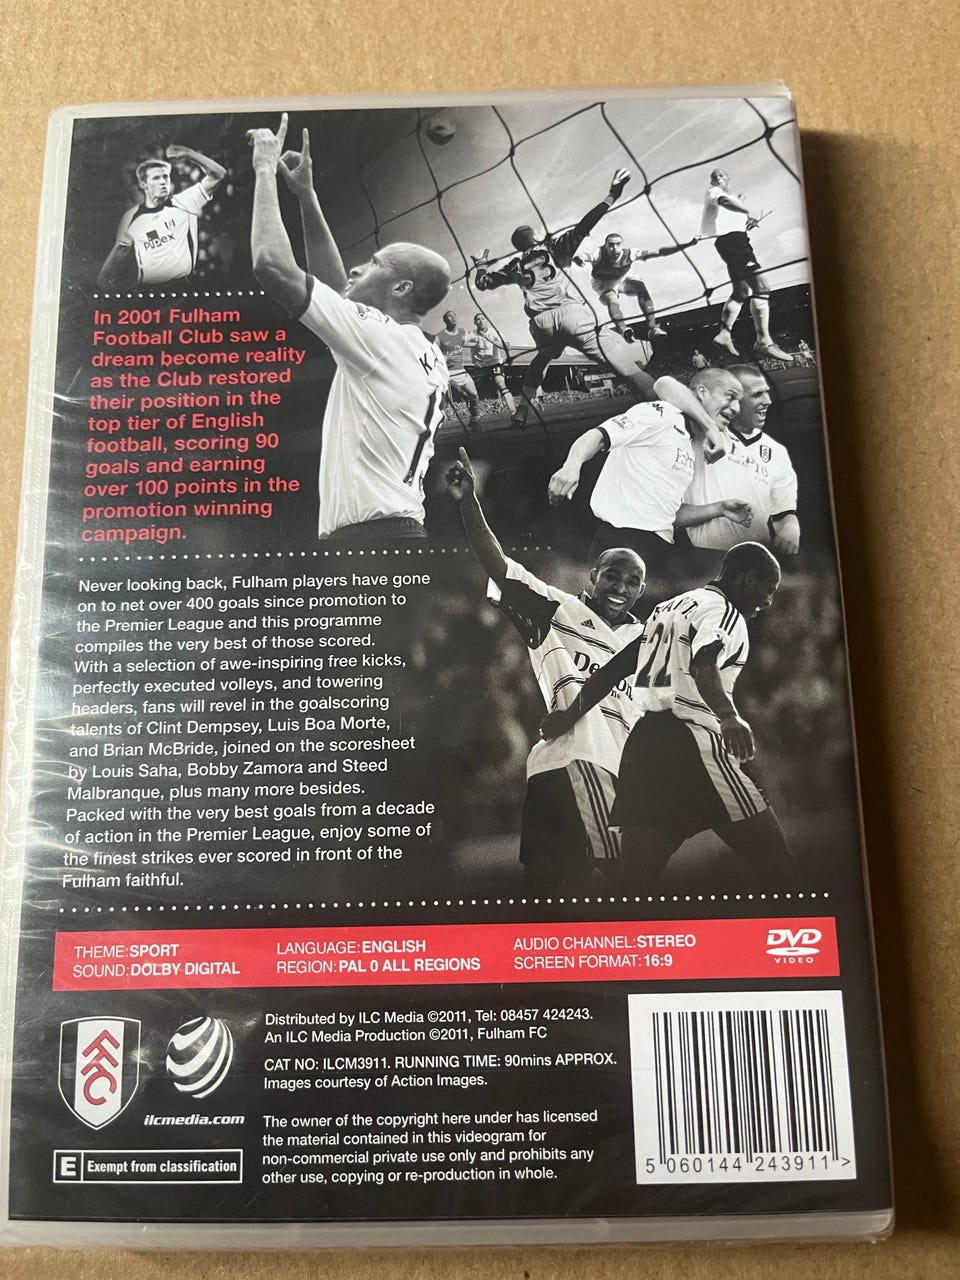 pipex
In 2001 Fulham
Football Club saw a
dream become reality
as the Club restored
their position in the
top tier of English
football, scoring 90
goals and earning
over 100 points in the
promotion winning
campaign.
Never looking back, Fulham players have gone
on to net over 400 goals since promotion to
the Premier League and this programme
compiles the very best of those scored.
With a selection of awe-inspiring free kicks,
perfectly executed volleys, and towering
headers, fans will revel in the goalscoring
talents of Clint Dempsey, Luis Boa Morte,
and Brian McBride, joined on the scoresheet
by Louis Saha, Bobby Zamora and Steed
Malbranque, plus many more besides.
Packed with the very best goals from a decade
of action in the Premier League, enjoy some of
the finest strikes ever scored in front of the
Fulham faithful.
22
THEME:SPORT
SOUND:DOLBY DIGITAL
LANGUAGE:ENGLISH
REGION:PAL 0 ALL REGIONS
AUDIO CHANNEL:STEREO
SCREEN FORMAT:16:9
DVD
VIDEO
FFC
ilcmedia.com
E Exempt from classification
Distributed by ILC Media ©2011, Tel: 08457 424243.
An ILC Media Production ©2011, Fulham FC
CAT NO: ILCM3911. RUNNING TIME: 90mins APPROX.
Images courtesy of Action Images.
The owner of the copyright here under has licensed
the material contained in this videogram for
non-commercial private use only and prohibits any
other use, copying or re-production in whole.
5 060144 243911 >